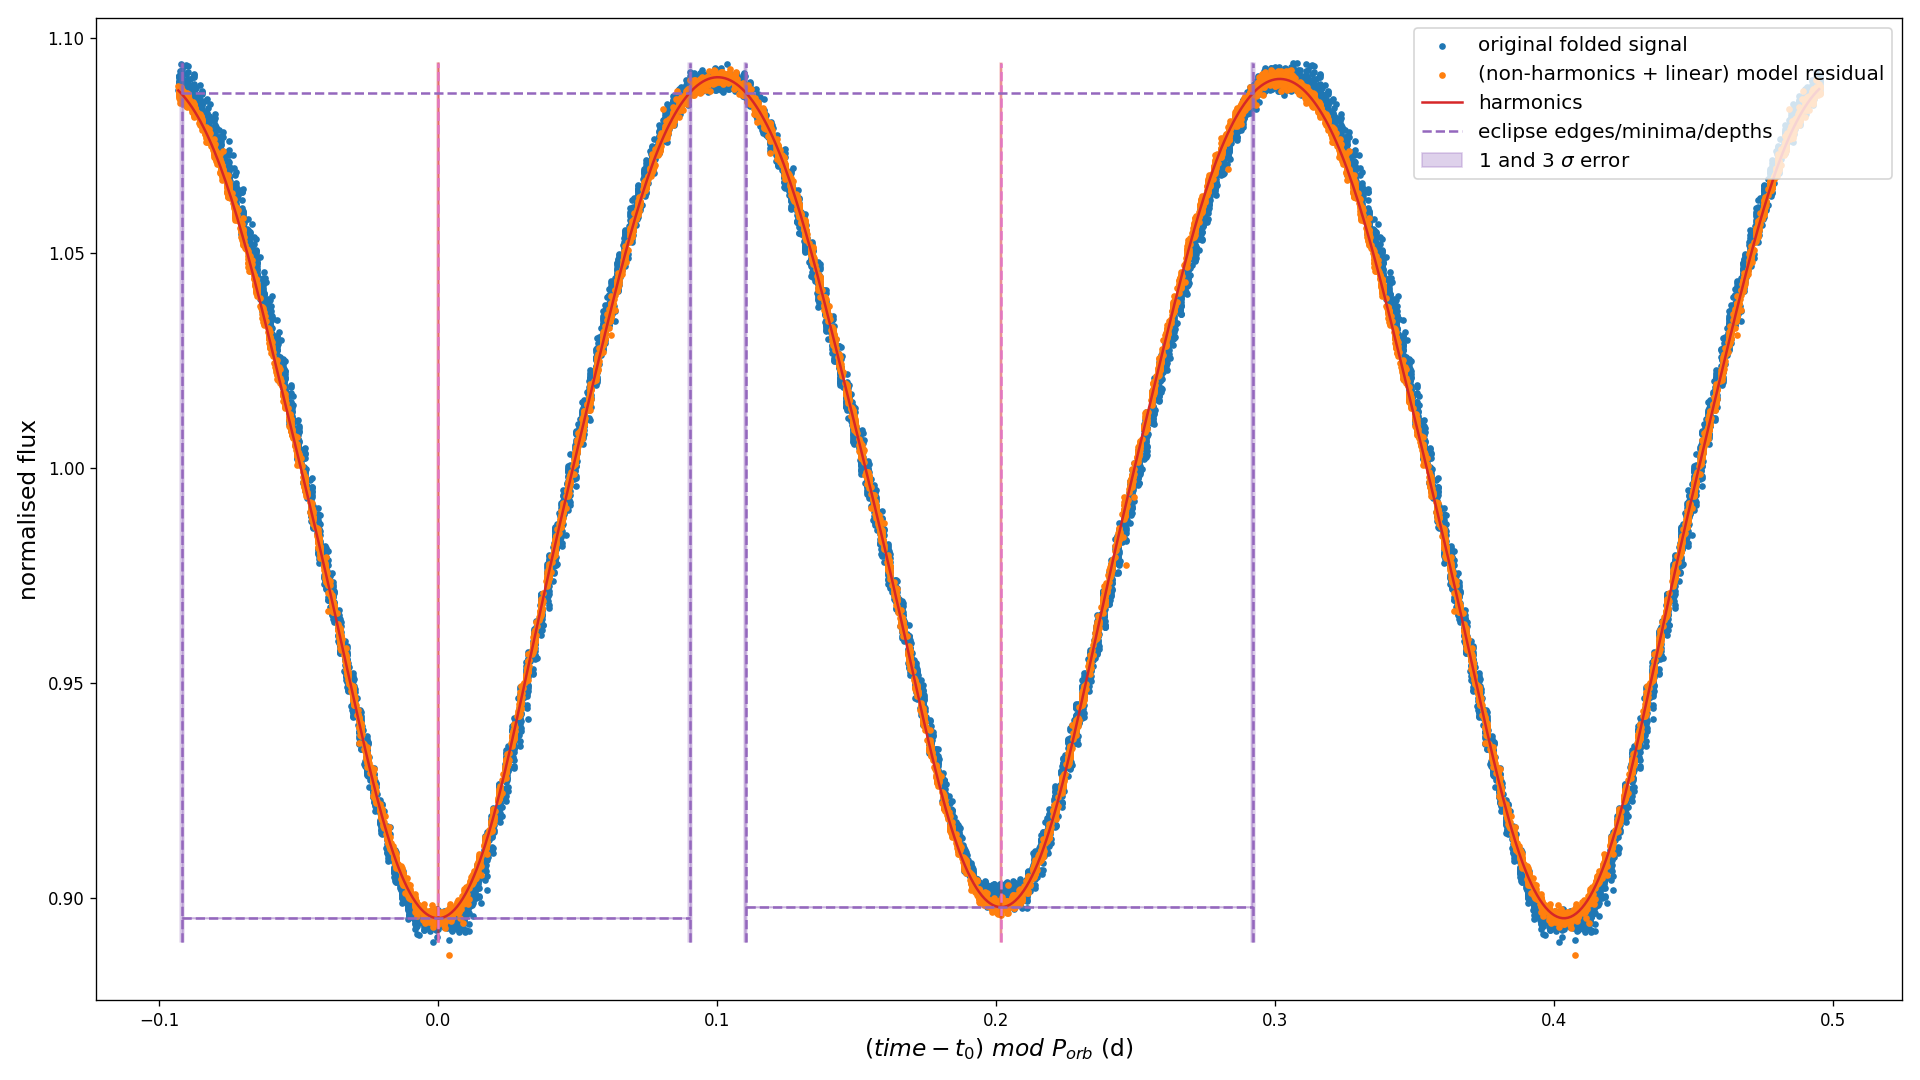 1.10
1.05
1.00
0.95
0.90
normalised flux
original folded signal
(non-harmonics + linear) model residual
harmonics
eclipse edges/minima/depths
1 and 3 σ error
−0.1 0.0 0.1 0.2 0.3 0.4 0.5
(time − t₀) mod P_orb (d)